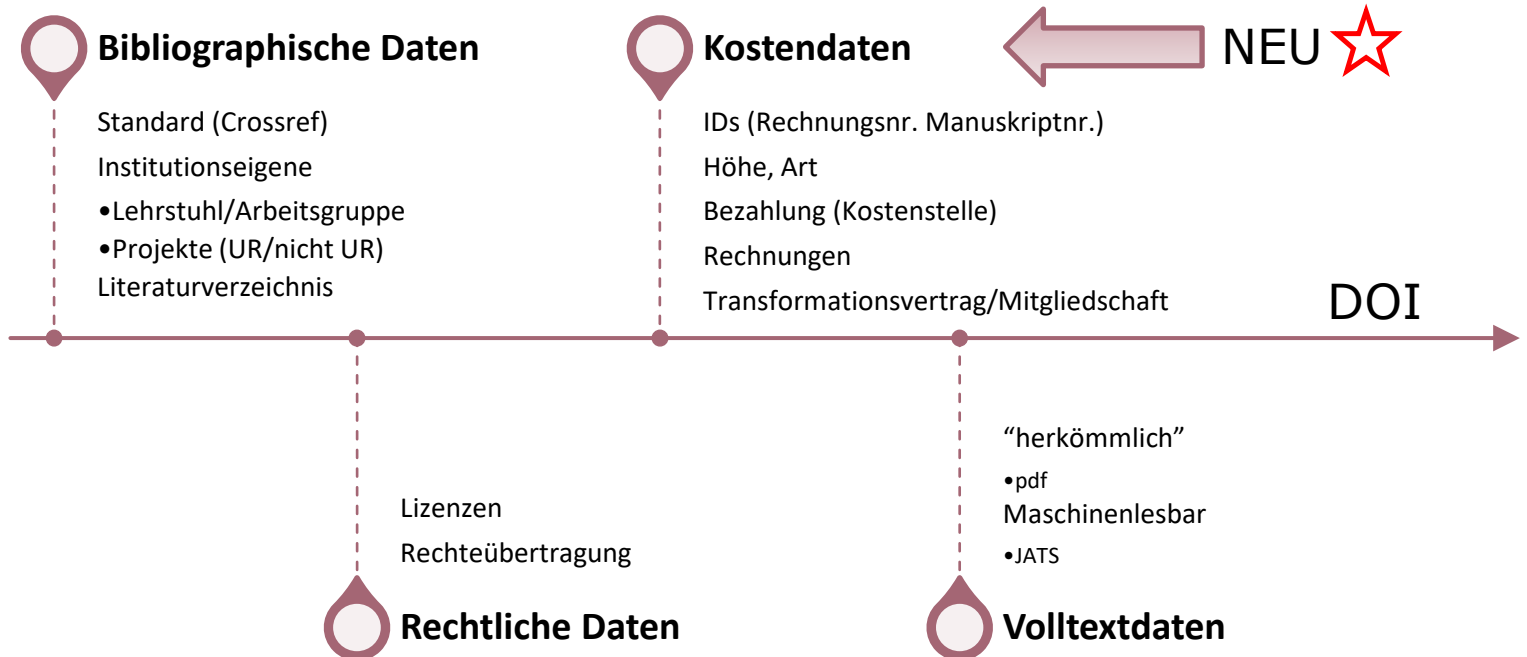 Bibliographische Daten
Standard (Crossref)
Institutionseigene
•Lehrstuhl/Arbeitsgruppe
•Projekte (UR/nicht UR)
Literaturverzeichnis
Kostendaten
NEU
IDs (Rechnungsnr. Manuskriptnr.)
Höhe, Art
Bezahlung (Kostenstelle)
Rechnungen
Transformationsvertrag/Mitgliedschaft
DOI
Lizenzen
Rechteübertragung
Rechtliche Daten
“herkömmlich”
•pdf
Maschinenlesbar
•JATS
Volltextdaten